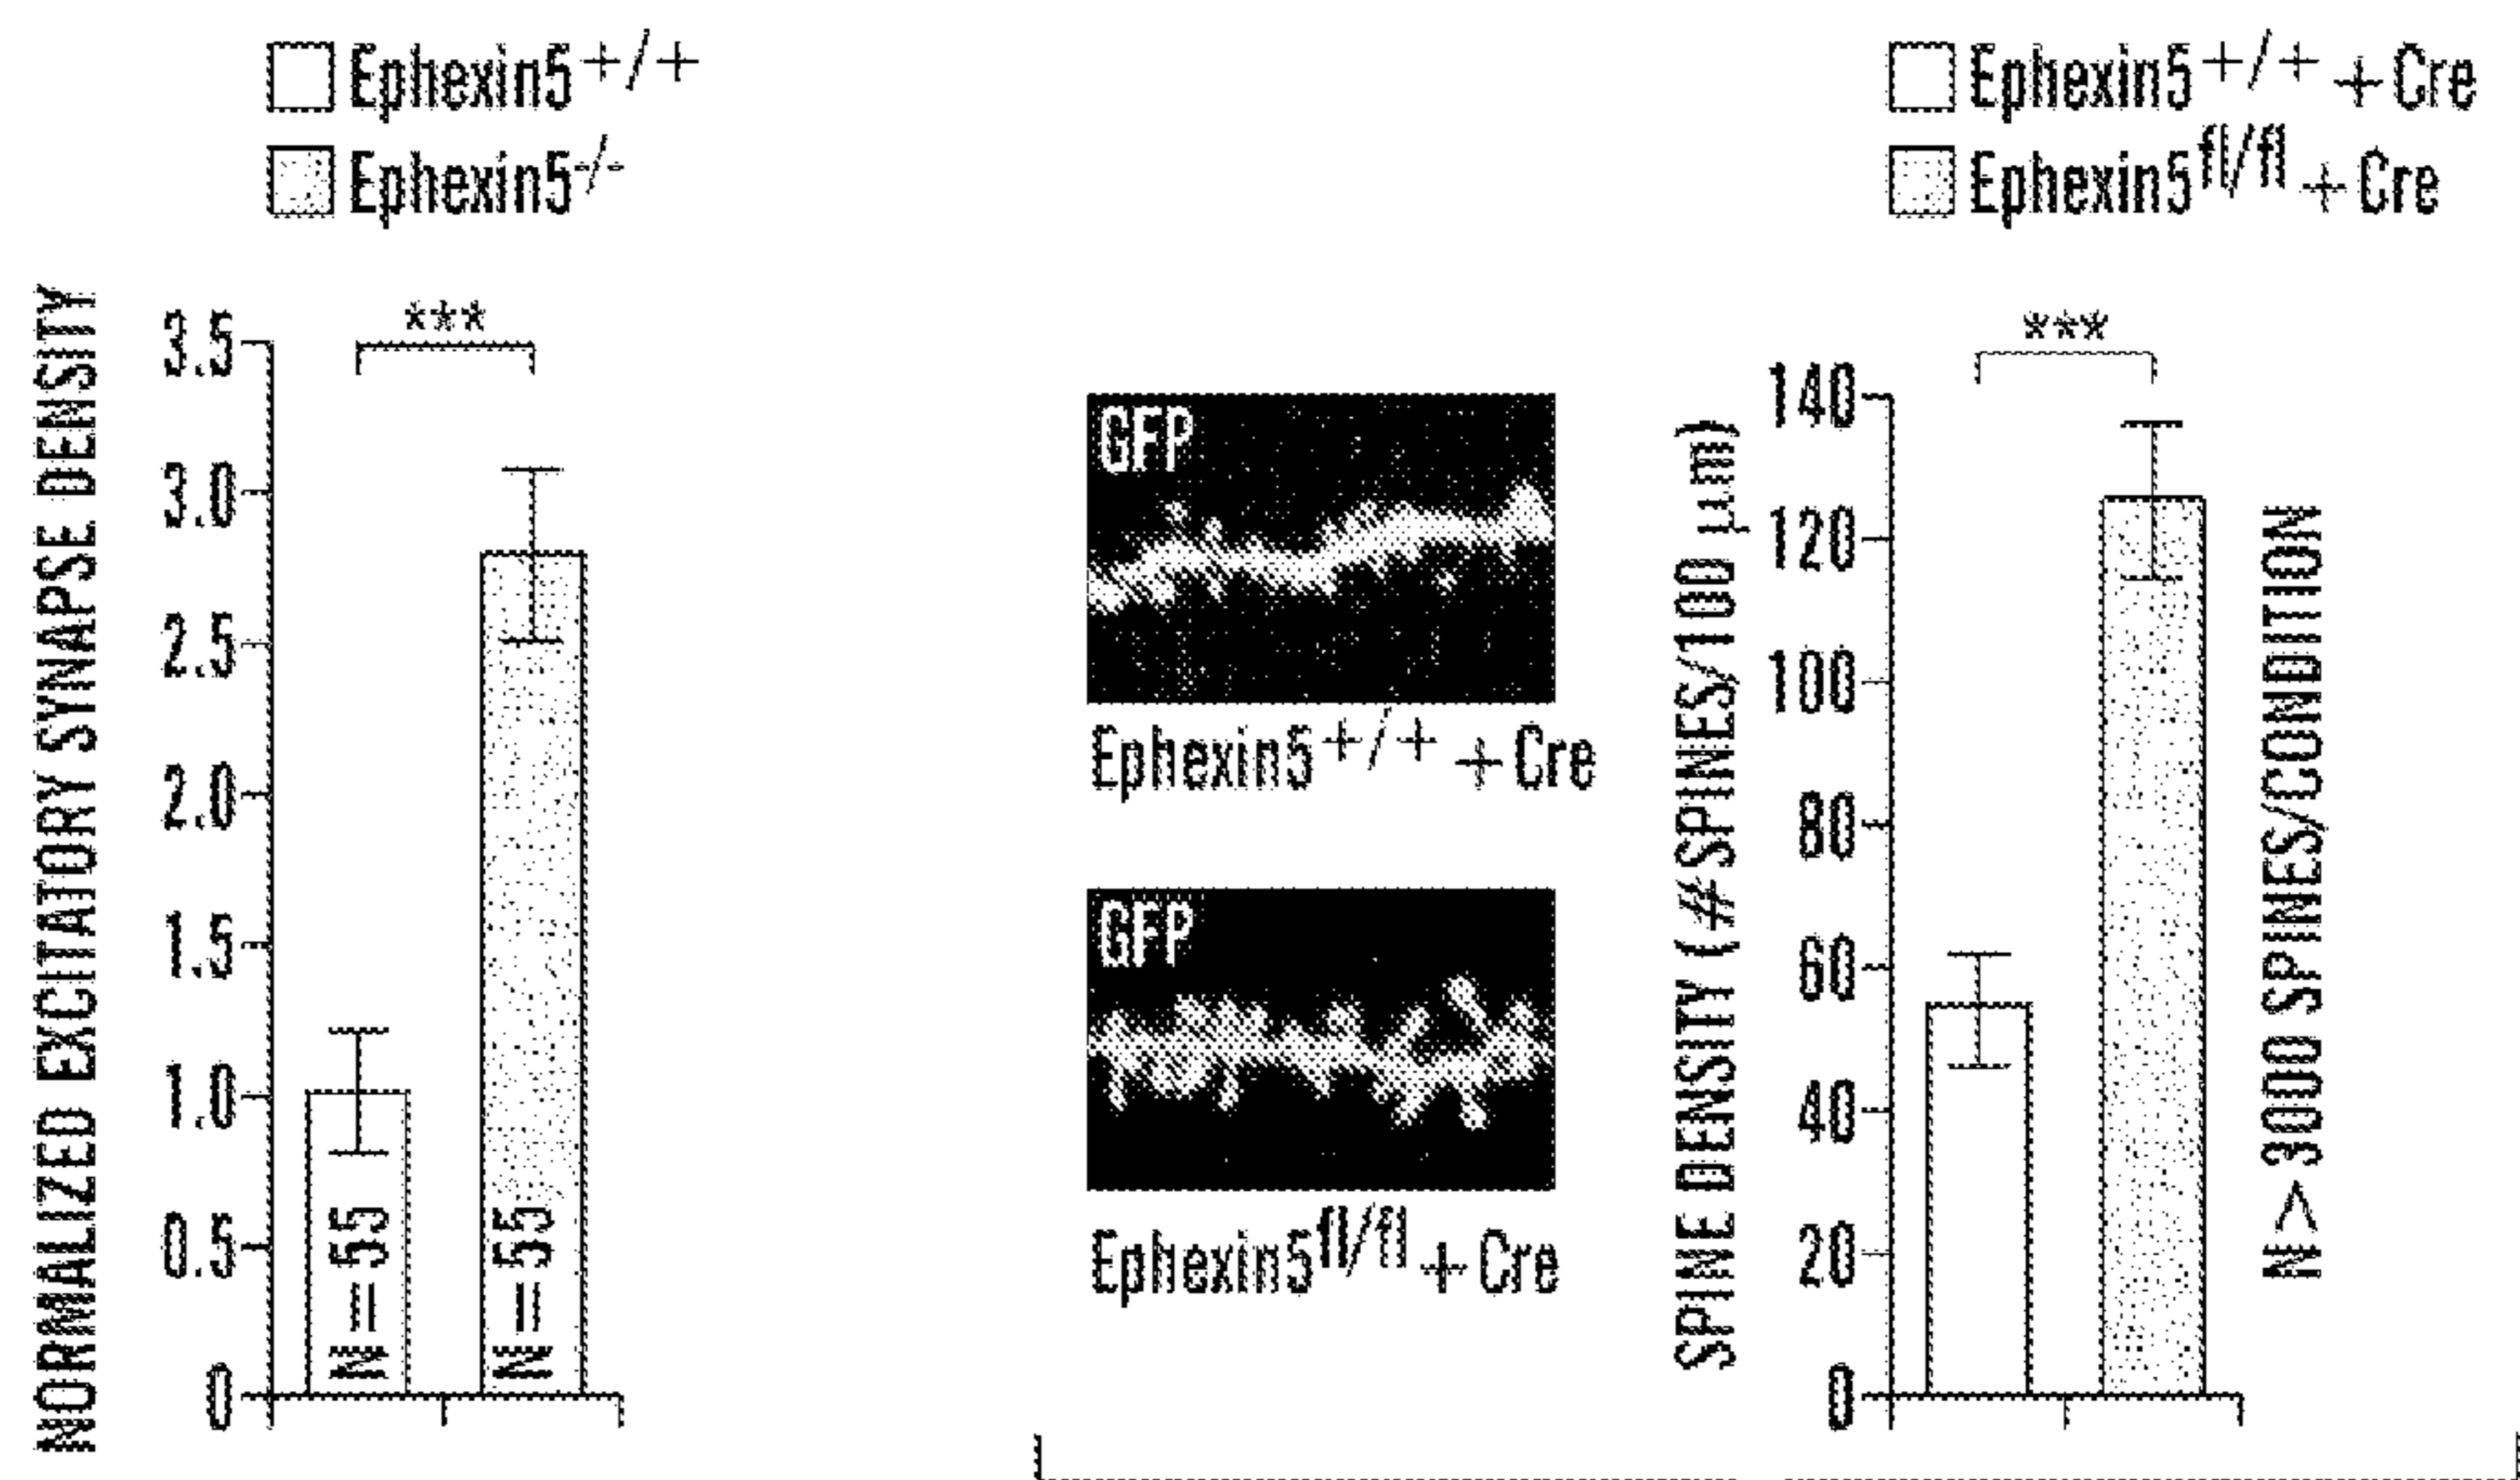 Ephexin5+/+
Ephexin5-/-
NORMALIZED EXCITATORY SYNAPSE DENSITY
3.5
3.0
2.5
2.0
1.5
1.0
0.5
0
***
N=55
N=55
GFP
Ephexin5+/+ +Cre
GFP
Ephexin5fl/fl +Cre
Ephexin5+/+ +Cre
Ephexin5fl/fl +Cre
SPINE DENSITY (#SPINES/100 μm)
140
120
100
80
60
40
20
0
***
N>3000 SPINES/CONDITION